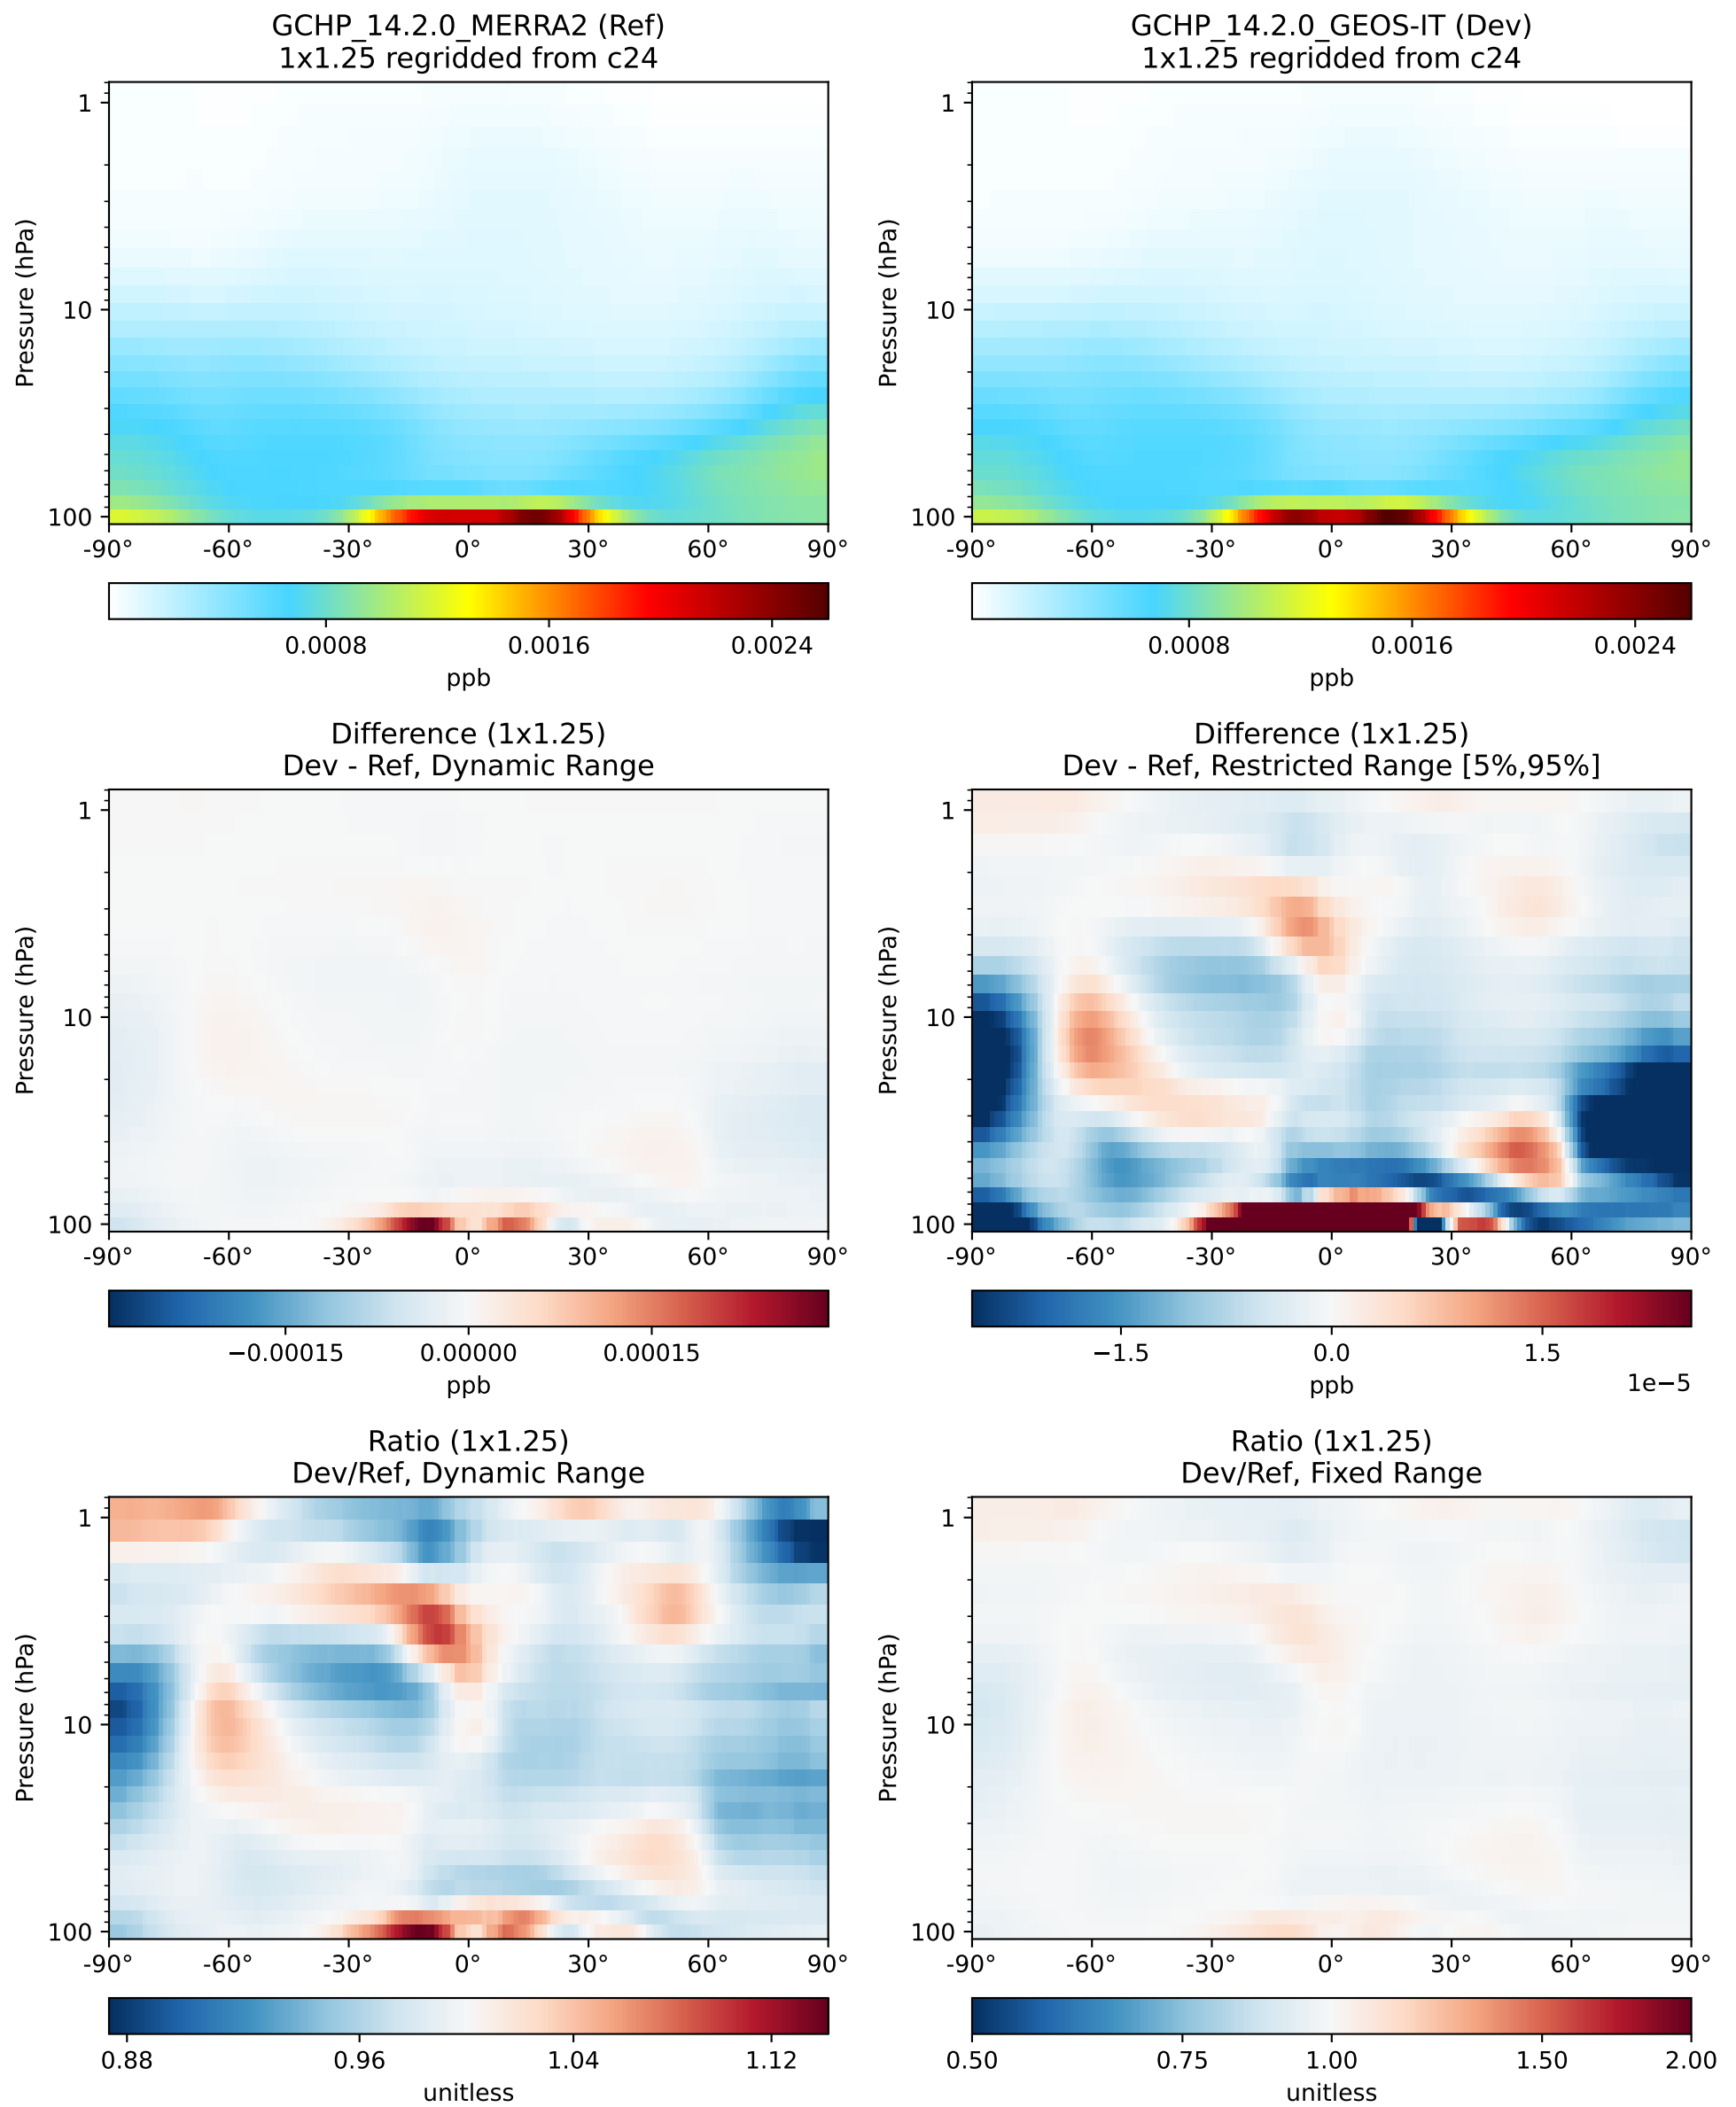 GCHP_14.2.0_MERRA2 (Ref)
1x1.25 regridded from c24
Pressure (hPa)
1
10
100
-90° -60° -30° 0° 30° 60° 90°
0.0008 0.0016 0.0024
ppb
GCHP_14.2.0_GEOS-IT (Dev)
1x1.25 regridded from c24
Pressure (hPa)
1
10
100
-90° -60° -30° 0° 30° 60° 90°
0.0008 0.0016 0.0024
ppb
Difference (1x1.25)
Dev - Ref, Dynamic Range
Pressure (hPa)
1
10
100
-90° -60° -30° 0° 30° 60° 90°
−0.00015 0.00000 0.00015
ppb
Difference (1x1.25)
Dev - Ref, Restricted Range [5%,95%]
Pressure (hPa)
1
10
100
-90° -60° -30° 0° 30° 60° 90°
−1.5 0.0 1.5
ppb
1e−5
Ratio (1x1.25)
Dev/Ref, Dynamic Range
Pressure (hPa)
1
10
100
-90° -60° -30° 0° 30° 60° 90°
0.88 0.96 1.04 1.12
unitless
Ratio (1x1.25)
Dev/Ref, Fixed Range
Pressure (hPa)
1
10
100
-90° -60° -30° 0° 30° 60° 90°
0.50 0.75 1.00 1.50 2.00
unitless